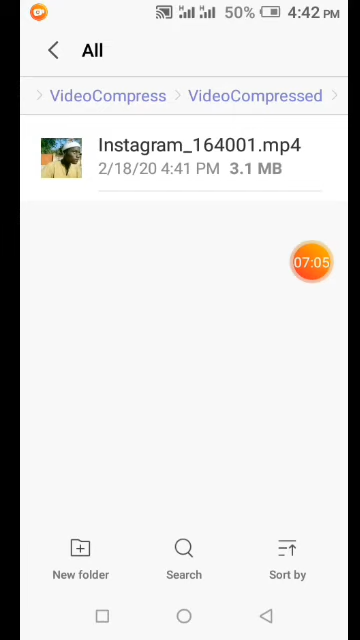 50% 4:42 PM
All
VideoCompress VideoCompressed
Instagram_164001.mp4
2/18/20 4:41 PM 3.1 MB
07:05
New folder Search Sort by